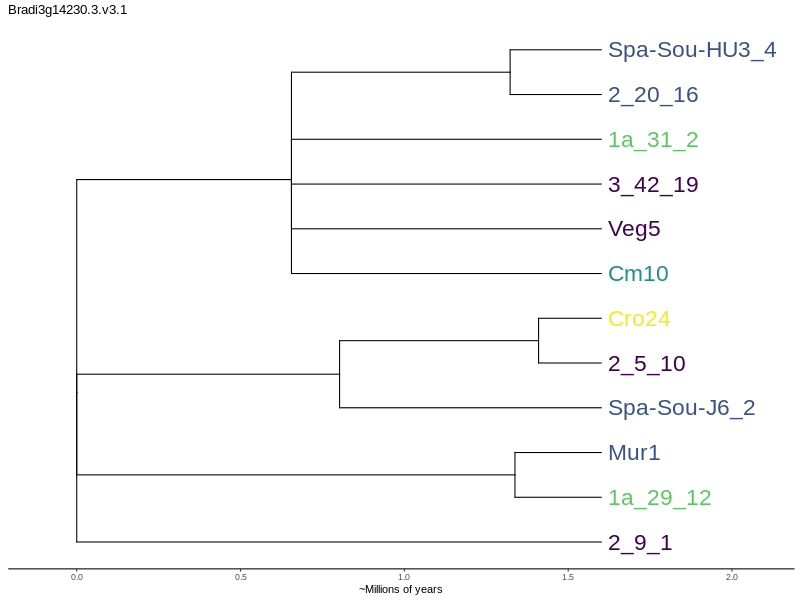 Bradi3g14230.3.v3.1
Spa-Sou-HU3_4
2_20_16
1a_31_2
3_42_19
Veg5
Cm10
Cro24
2_5_10
Spa-Sou-J6_2
Mur1
1a_29_12
2_9_1
0.0 0.5 1.0 1.5 2.0
~Millions of years